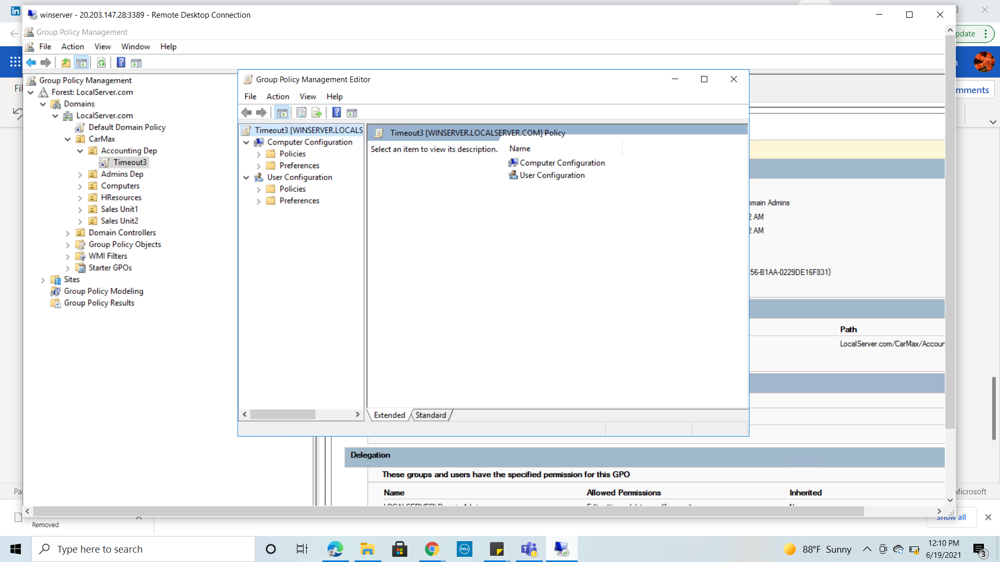 winserver - 20.203.147.28:3389 - Remote Desktop Connection
Group Policy Management
File Action View Window Help
pdate
Group Policy Management
Forest: LocalServer.com
Domains
LocalServer.com
Default Domain Policy
CarMax
Accounting Dep
Timeout3
Admins Dep
Computers
HResources
Sales Unit1
Sales Unit2
Domain Controllers
Group Policy Objects
WMI Filters
Starter GPOs
Sites
Group Policy Modeling
Group Policy Results
Group Policy Management Editor
File Action View Help
Timeout3 [WINSERVER.LOCALS
Computer Configuration
Policies
Preferences
User Configuration
Policies
Preferences
Timeout3 [WINSERVER.LOCALSERVER.COM] Policy
Select an item to view its description.
Name
Computer Configuration
User Configuration
Extended Standard
mments
omain Admins
2 AM
2 AM
56-B1AA-0229DE16F831}
Path
LocalServer.com/CarMax/Accoun
Delegation
These groups and users have the specified permission for this GPO
Name Allowed Permissions Inherited
Pa
Microsoft
Removed
Show all
Type here to search
DELL
88°F Sunny
12:10 PM
6/19/2021
3